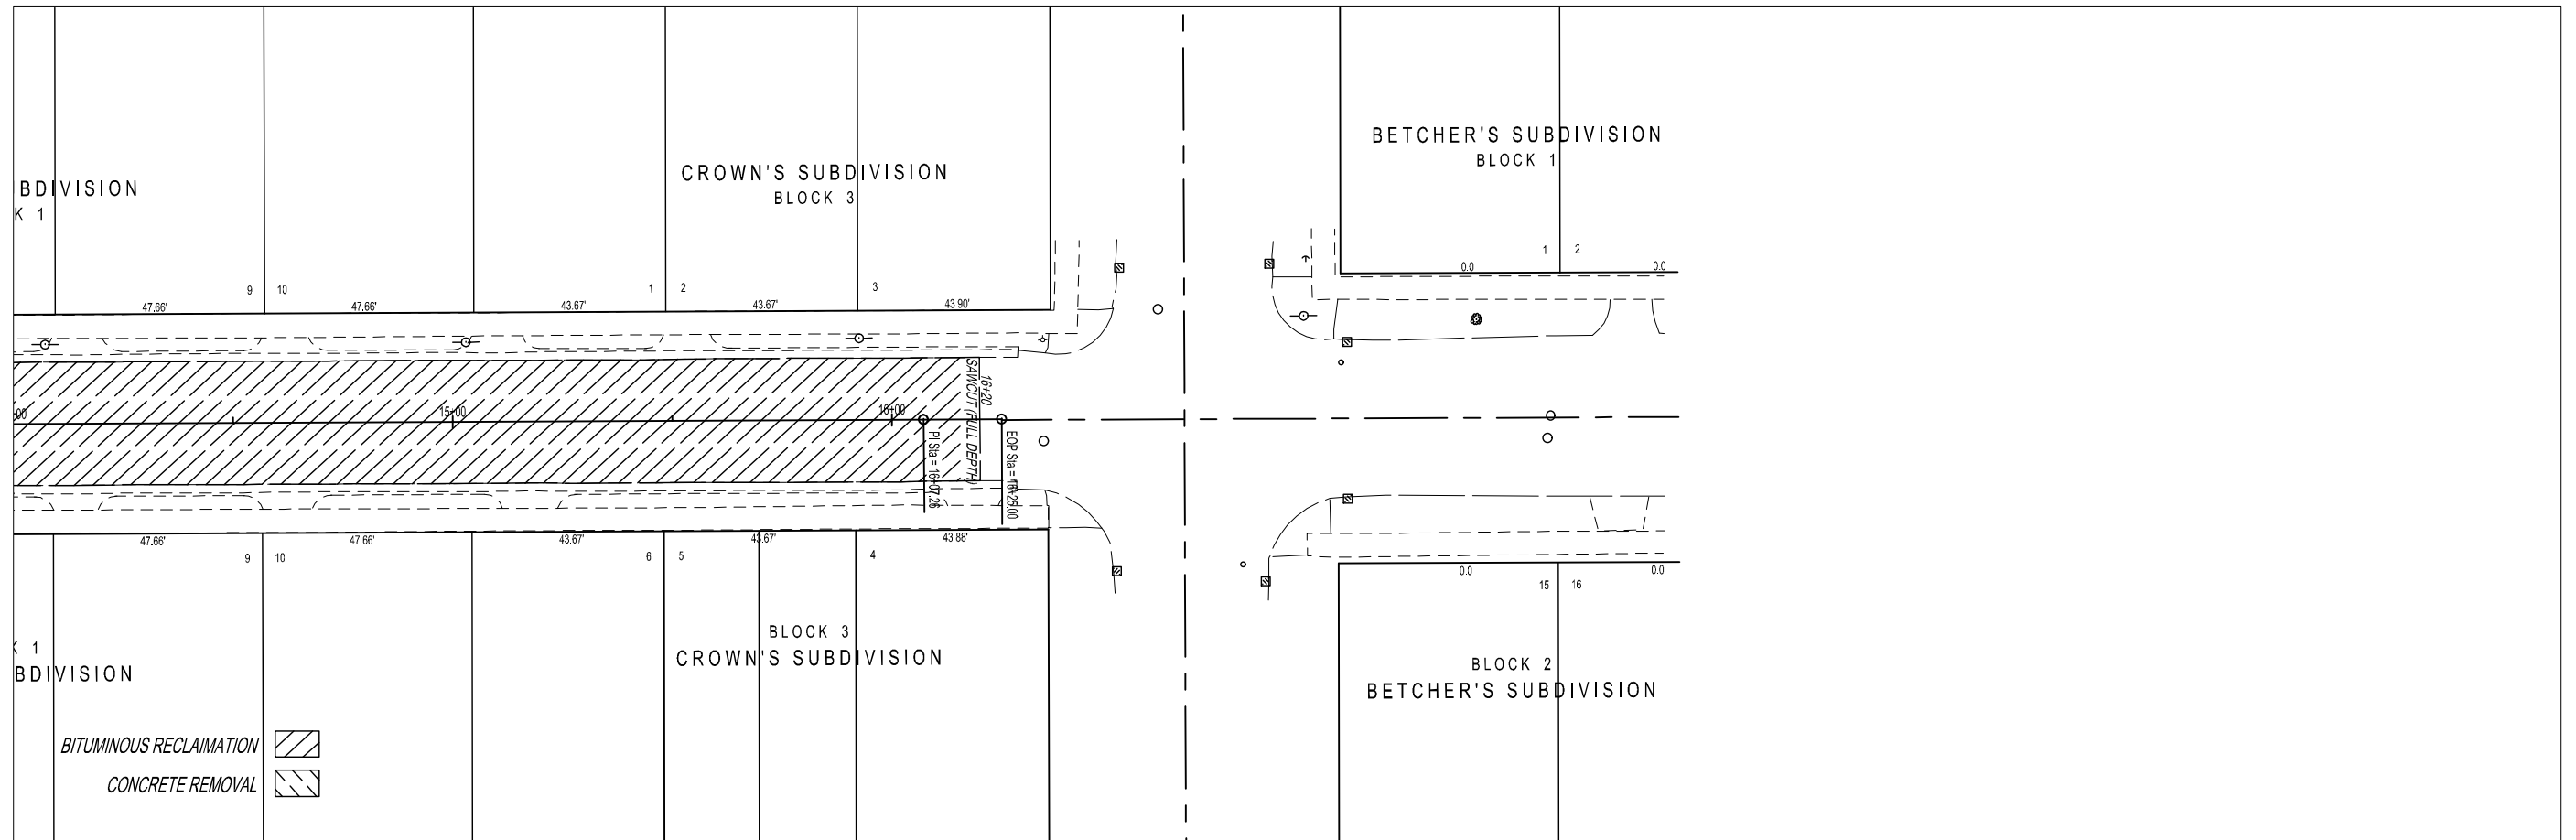 BETCHER'S SUBDIVISION
BLOCK 1
CROWN'S SUBDIVISION
BLOCK 3
BDIVISION
K 1
1 2
0.0 0.0
9 10 1 2 3
47.66' 47.66' 43.67' 43.67' 43.90'
16+20
SAWCUT (FULL DEPTH)
00 15+00 16+00
PI Sta = 16+07.26
EOP Sta = 16+25.00
47.66' 47.66' 43.67' 43.67' 43.88'
9 10 6 5 4
0.0 0.0
15 16
BLOCK 3
CROWN'S SUBDIVISION
K 1
BDIVISION
BLOCK 2
BETCHER'S SUBDIVISION
BITUMINOUS RECLAIMATION
CONCRETE REMOVAL